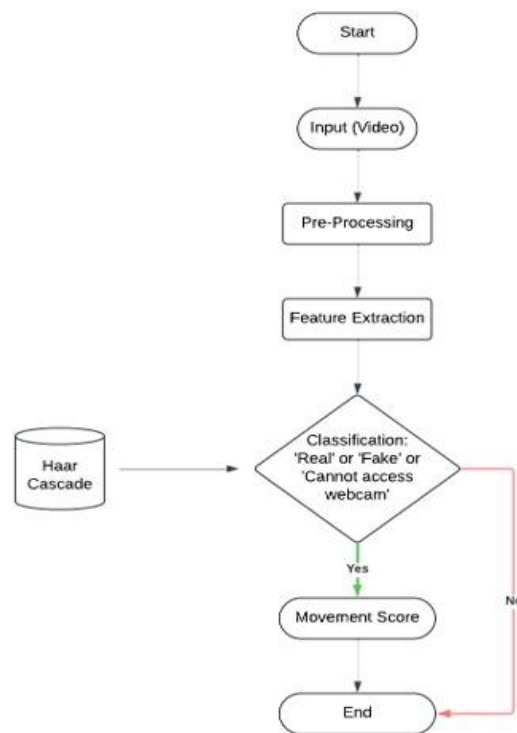 Start
Input (Video)
Pre-Processing
Feature Extraction
Classification:
'Real' or 'Fake' or
'Cannot access
webcam'
Haar
Cascade
Yes
Movement Score
End